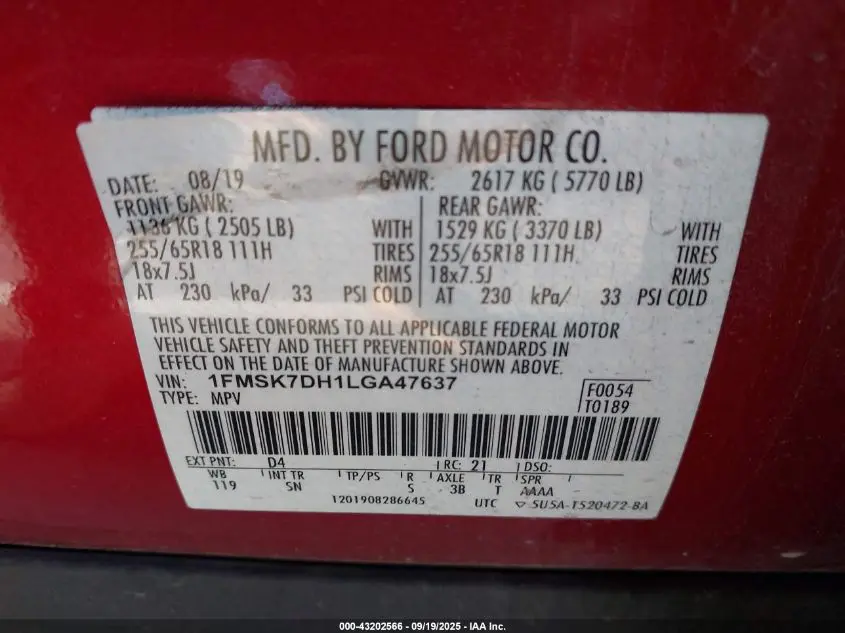 MFD. BY FORD MOTOR CO.
DATE: 08/19 GVWR: 2617 KG ( 5770 LB)
FRONT GAWR: REAR GAWR:
1136 KG ( 2505 LB) WITH 1529 KG ( 3370 LB) WITH
255/65R18 111H TIRES 255/65R18 111H TIRES
18x7.5J RIMS 18x7.5J RIMS
AT 230 kPa/ 33 PSI COLD AT 230 kPa/ 33 PSI COLD
THIS VEHICLE CONFORMS TO ALL APPLICABLE FEDERAL MOTOR
VEHICLE SAFETY AND THEFT PREVENTION STANDARDS IN
EFFECT ON THE DATE OF MANUFACTURE SHOWN ABOVE.
VIN: 1FMSK7DH1LGA47637
TYPE: MPV
F0054
T0189
EXT PNT: D4 RC: 21 DSO:
WB INT TR TP/PS R AXLE TR SPR
119 SN S 3B T AAAA
1201908286645 UTC ▽ 5U5A-1520472-BA
000-43202566 - 09/19/2025 - IAA Inc.